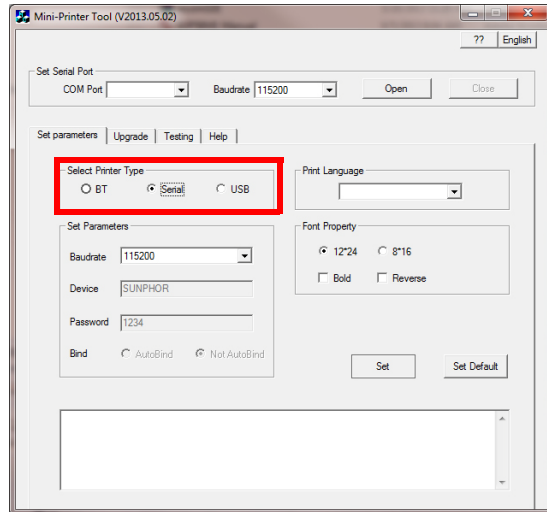 Mini-Printer Tool (V2013.05.02)
?? English
Set Serial Port
COM Port Baudrate 115200 Open Close
Set parameters Upgrade Testing Help
Select Printer Type Print Language
BT Serial USB
Set Parameters Font Property
Baudrate 115200 12*24 8*16
Bold Reverse
Device SUNPHOR
Password 1234
Bind AutoBind Not AutoBind
Set Set Default